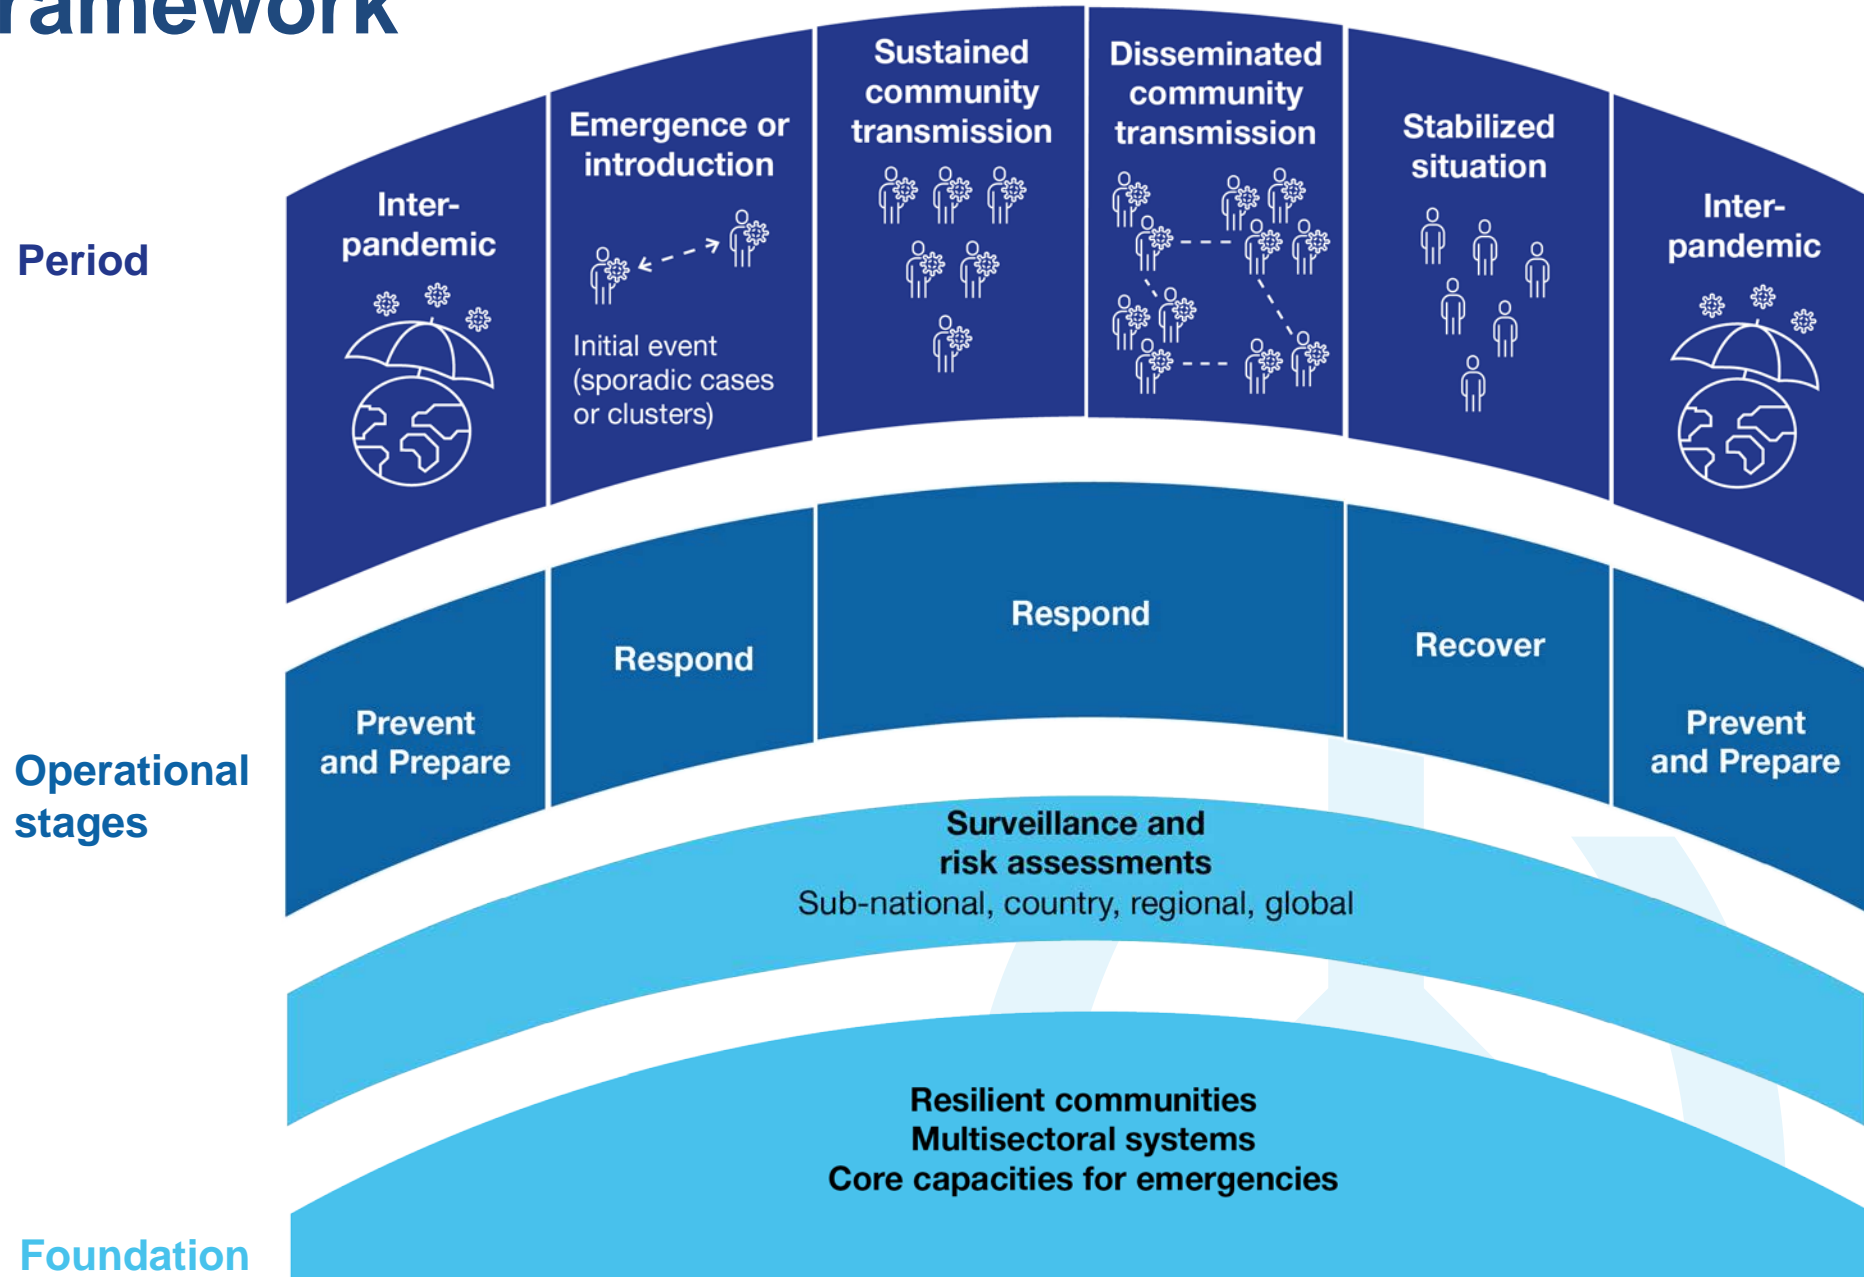 ramework
Period
Inter-
pandemic
Emergence or
introduction
Initial event
(sporadic cases
or clusters)
Sustained
community
transmission
Disseminated
community
transmission
Stabilized
situation
Inter-
pandemic
Operational
stages
Prevent
and Prepare
Respond
Respond
Recover
Prevent
and Prepare
Surveillance and
risk assessments
Sub-national, country, regional, global
Foundation
Resilient communities
Multisectoral systems
Core capacities for emergencies